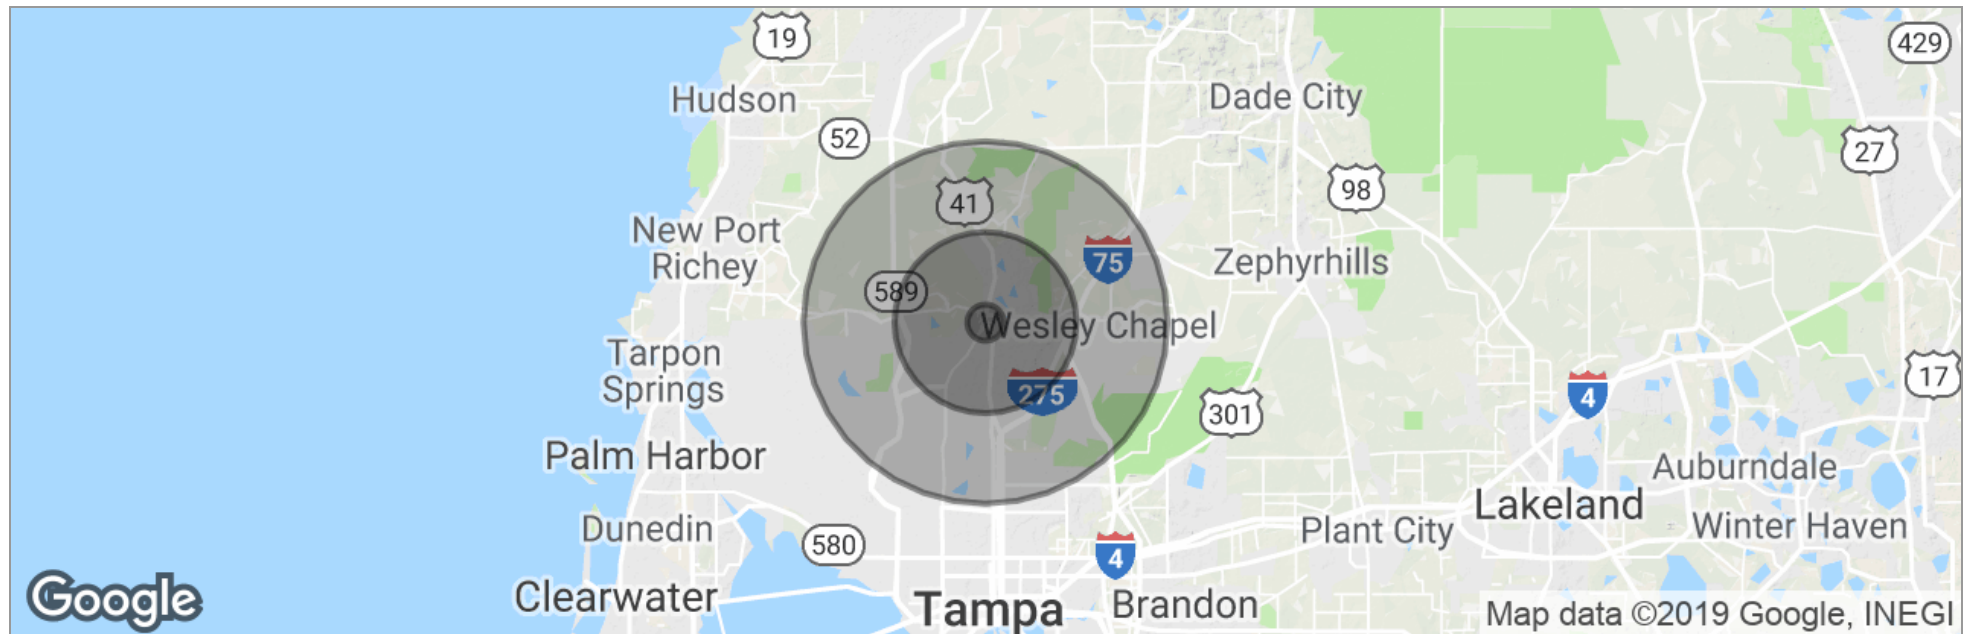 19
429
Hudson
Dade City
52
27
98
41
New Port
Richey
75
Zephyrhills
589
Wesley Chapel
Tarpon
Springs
275
17
4
301
Palm Harbor
Auburndale
Lakeland
Dunedin
580
Plant City
Winter Haven
4
Google
Clearwater
Tampa
Brandon
Map data ©2019 Google, INEGI